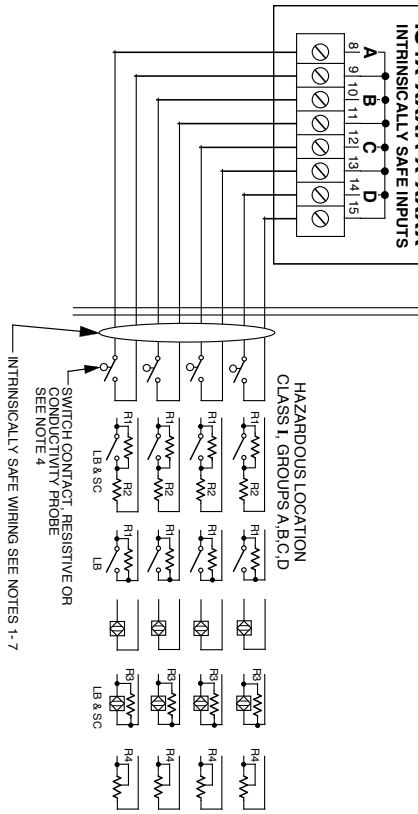 INTRINSICALLY SAFE INPUTS
A B C D
8 9 10 11 12 13 14 15
HAZARDOUS LOCATION
CLASS I, GROUPS A,B,C,D
R1 R2
R1 R2
R1 R2
R1 R2
LB & SC
R1
R1
R1
R1
LB
R3
R3
R3
R3
LB & SC
R4
R4
R4
R4
SWITCH CONTACT, RESISTIVE OR
CONDUCTIVITY PROBE
SEE NOTE 4
INTRINSICALLY SAFE WIRING SEE NOTES 1- 7